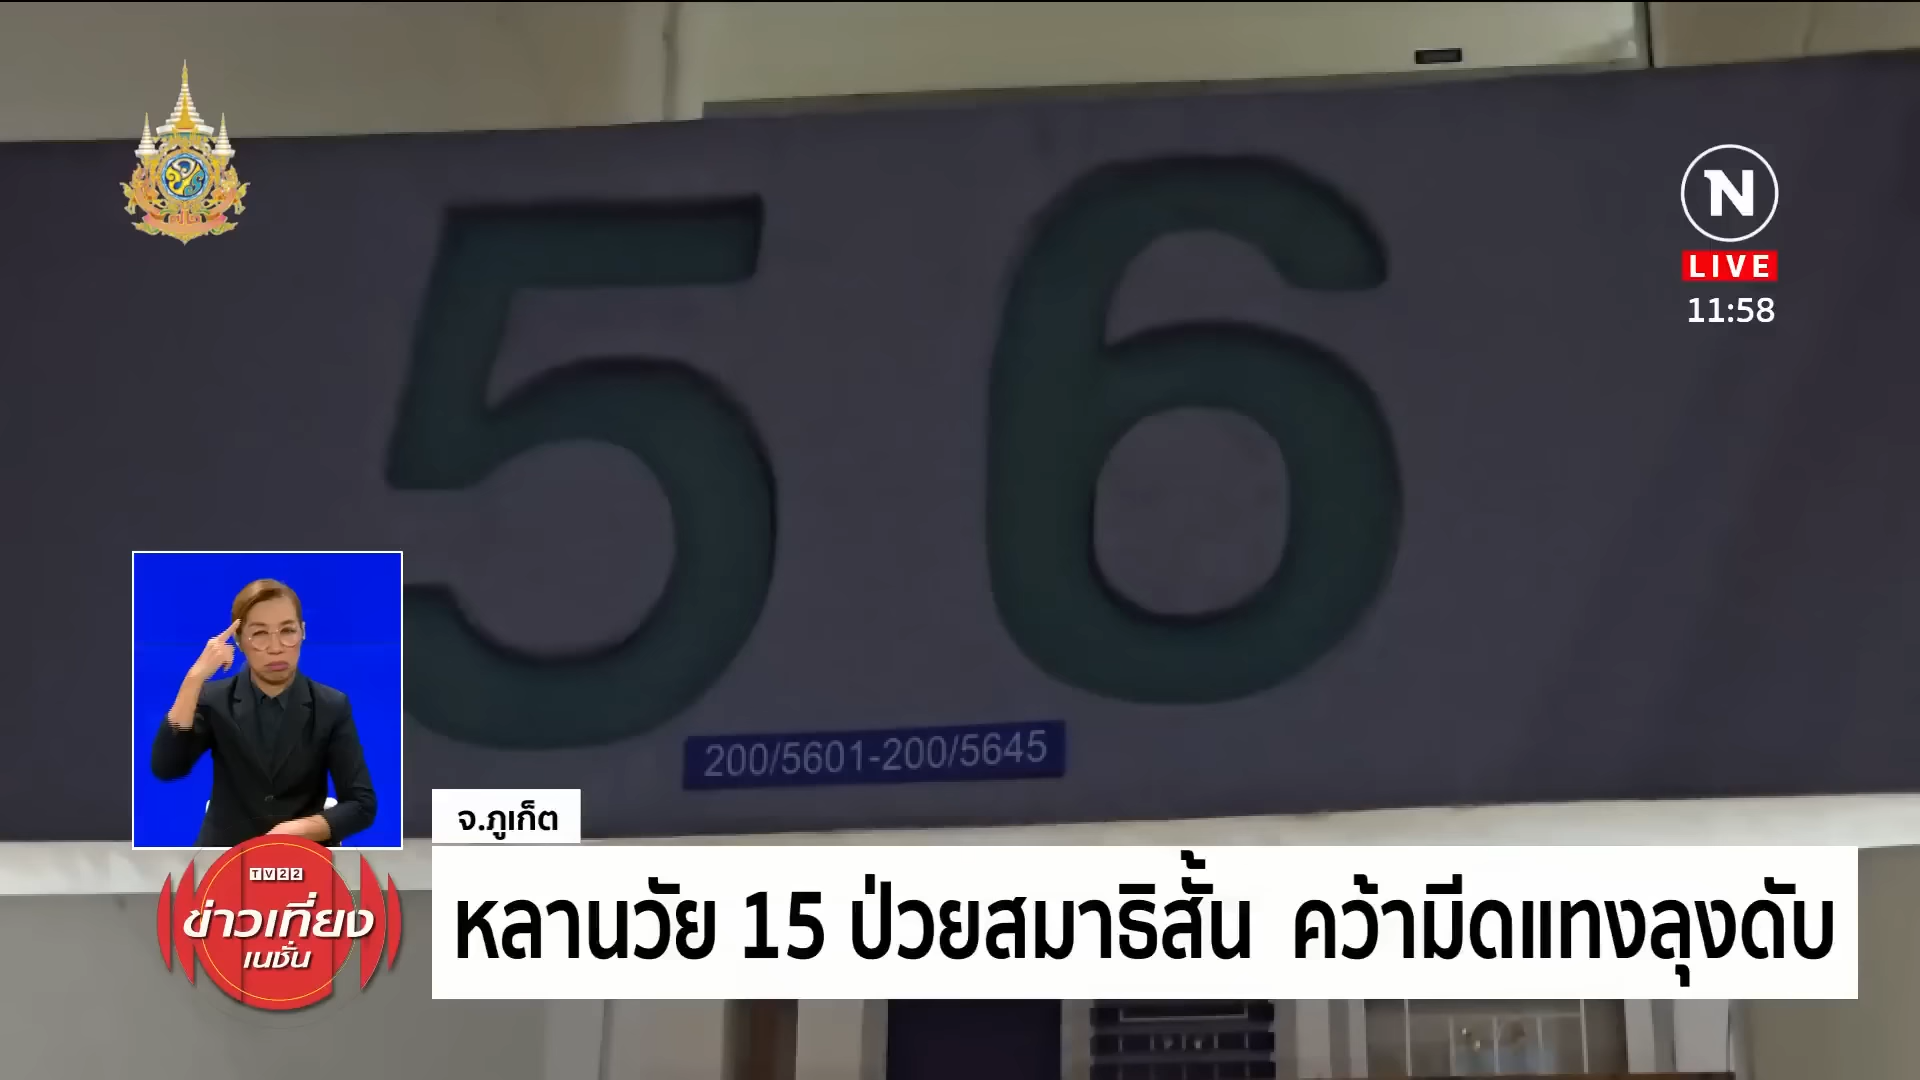 N
LIVE
11:58
56
200/5601-200/5645
จ.ภูเก็ต
TV22
ข่าวเที่ยง
เนชั่น
หลานวัย 15 ป่วยสมาธิสั้น คว้ามีดแทงลุงดับ